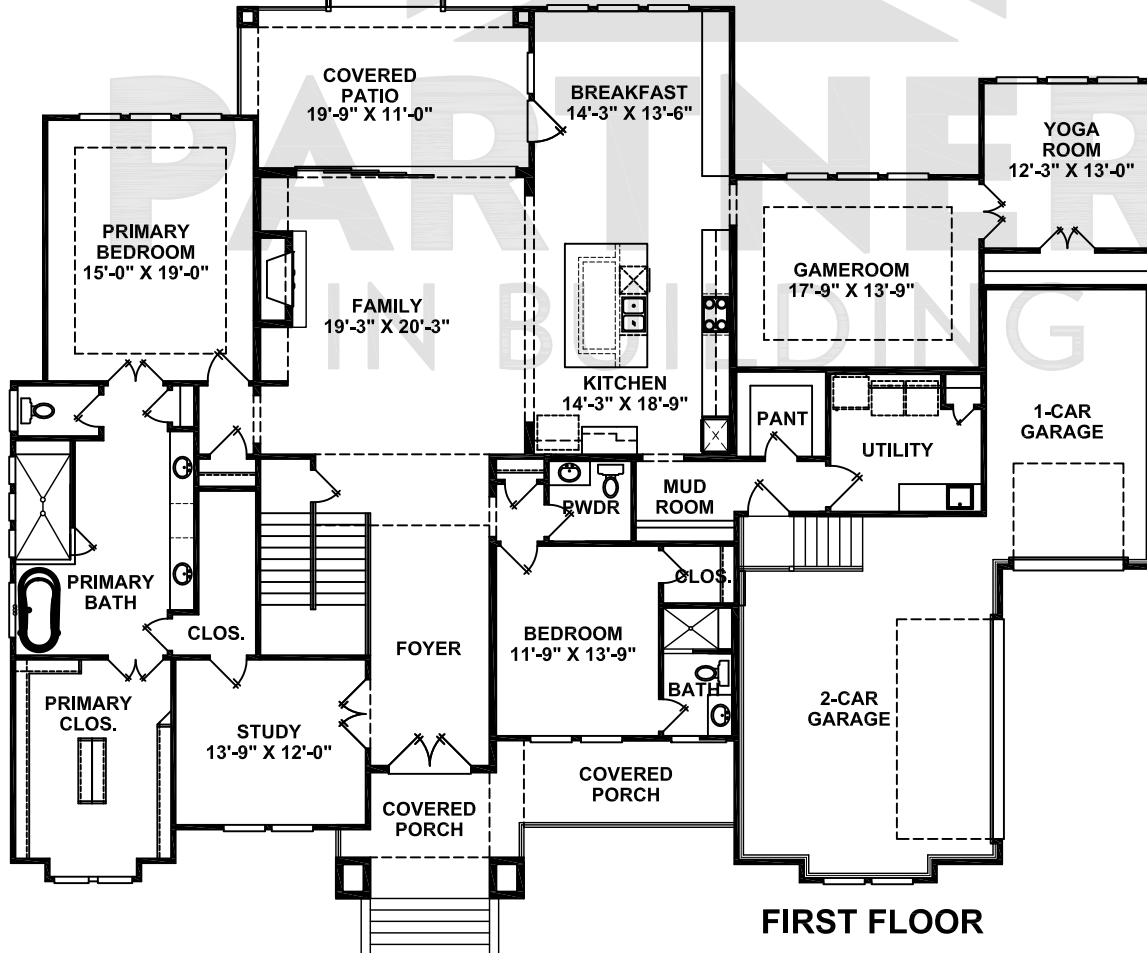 COVERED
PATIO
19'-9" X 11'-0"
BREAKFAST
14'-3" X 13'-6"
YOGA
ROOM
12'-3" X 13'-0"
PRIMARY
BEDROOM
15'-0" X 19'-0"
FAMILY
19'-3" X 20'-3"
GAMEROOM
17'-9" X 13'-9"
KITCHEN
14'-3" X 18'-9"
PANT
1-CAR
GARAGE
UTILITY
MUD
ROOM
PWDR
PRIMARY
BATH
CLOS.
CLOS.
FOYER
BEDROOM
11'-9" X 13'-9"
BATH
PRIMARY
CLOS.
STUDY
13'-9" X 12'-0"
2-CAR
GARAGE
COVERED
PORCH
COVERED
PORCH
FIRST FLOOR
PARTNER
IN BUILDING